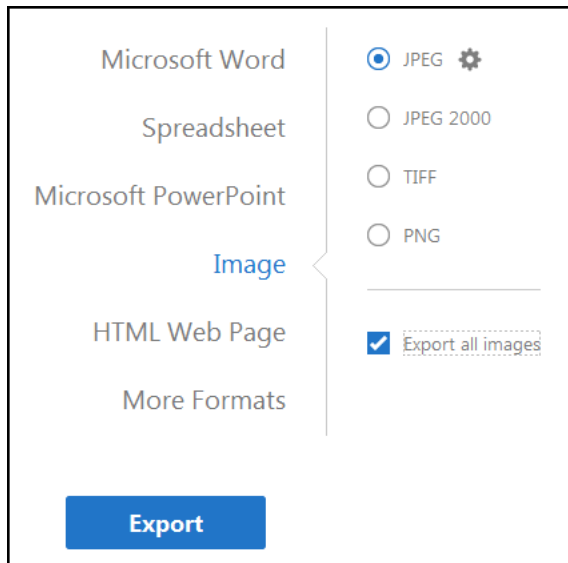 Microsoft Word
Spreadsheet
Microsoft PowerPoint
Image
HTML Web Page
More Formats
JPEG
JPEG 2000
TIFF
PNG
Export all images
Export